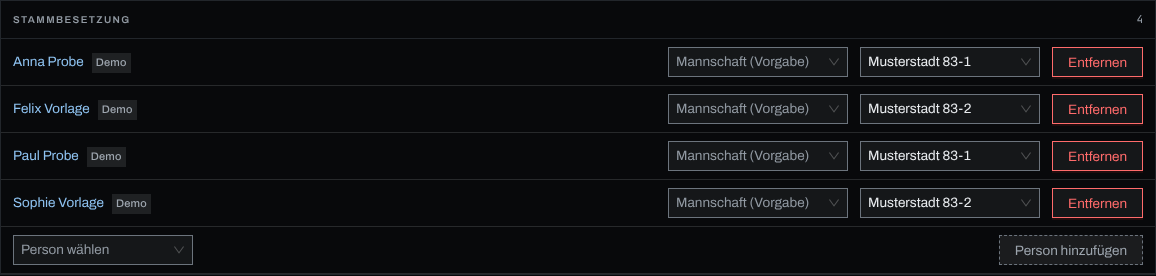 STAMMBESETZUNG 4
Anna Probe Demo Mannschaft (Vorgabe) Musterstadt 83-1 Entfernen
Felix Vorlage Demo Mannschaft (Vorgabe) Musterstadt 83-2 Entfernen
Paul Probe Demo Mannschaft (Vorgabe) Musterstadt 83-1 Entfernen
Sophie Vorlage Demo Mannschaft (Vorgabe) Musterstadt 83-2 Entfernen
Person wählen Person hinzufügen